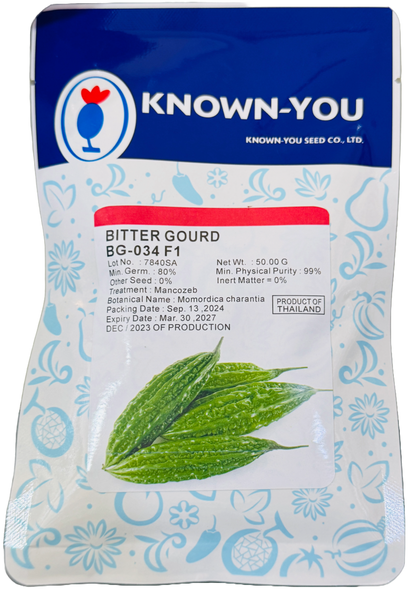 KNOWN-YOU
KNOWN-YOU SEED CO., LTD.
BITTER GOURD
BG-034 F1
Lot No. : 7840SA Net Wt. : 50.00 G
Min. Germ. : 80% Min. Physical Purity : 99%
Other Seed : 0% Inert Matter = 0%
Treatment : Mancozeb
Botanical Name : Momordica charantia
Packing Date : Sep. 13 ,2024
Expiry Date : Mar. 30 ,2027
DEC / 2023 OF PRODUCTION
PRODUCT OF
THAILAND